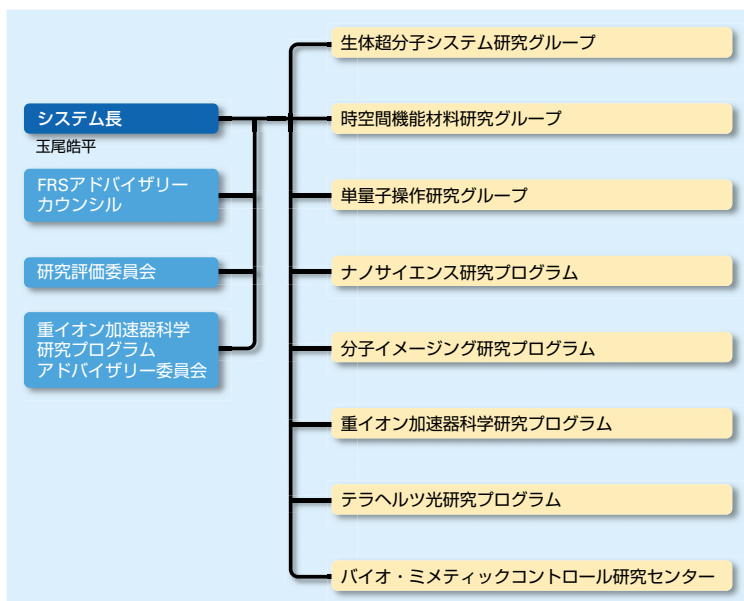 システム長
玉尾皓平
FRSアドバイザリー
カウンシル
研究評価委員会
重イオン加速器科学
研究プログラム
アドバイザリー委員会
生体超分子システム研究グループ
時空間機能材料研究グループ
単量子操作研究グループ
ナノサイエンス研究プログラム
分子イメージング研究プログラム
重イオン加速器科学研究プログラム
テラヘルツ光研究プログラム
バイオ・ミメティックコントロール研究センター